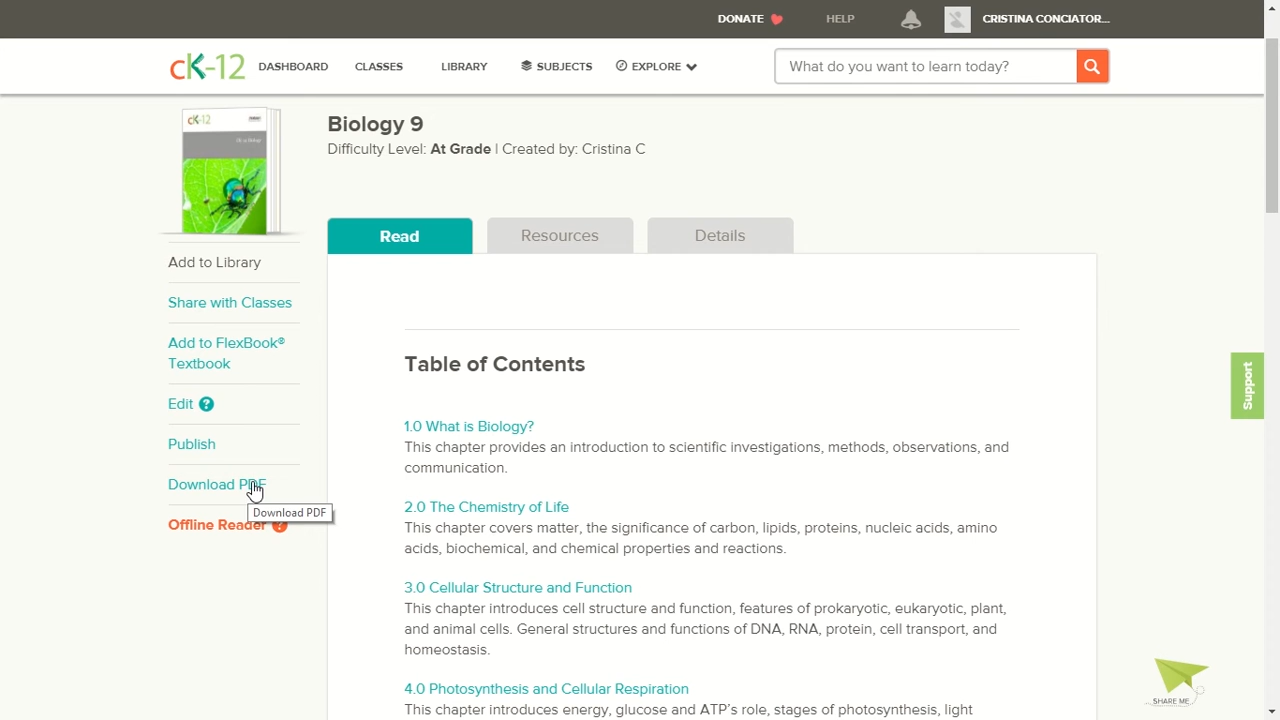 DONATE HELP CRISTINA CONCIATOR...
cK-12 DASHBOARD CLASSES LIBRARY SUBJECTS EXPLORE What do you want to learn today?
cK-12
Biology 9
Difficulty Level: At Grade | Created by: Cristina C
Read Resources Details
Add to Library
Share with Classes
Add to FlexBook®
Textbook
Edit ?
Publish
Download PDF
Download PDF
Offline Reader ?
Table of Contents
1.0 What is Biology?
This chapter provides an introduction to scientific investigations, methods, observations, and
communication.
2.0 The Chemistry of Life
This chapter covers matter, the significance of carbon, lipids, proteins, nucleic acids, amino
acids, biochemical, and chemical properties and reactions.
3.0 Cellular Structure and Function
This chapter introduces cell structure and function, features of prokaryotic, eukaryotic, plant,
and animal cells. General structures and functions of DNA, RNA, protein, cell transport, and
homeostasis.
4.0 Photosynthesis and Cellular Respiration
This chapter introduces energy, glucose and ATP's role, stages of photosynthesis, light
Support
SHARE ME